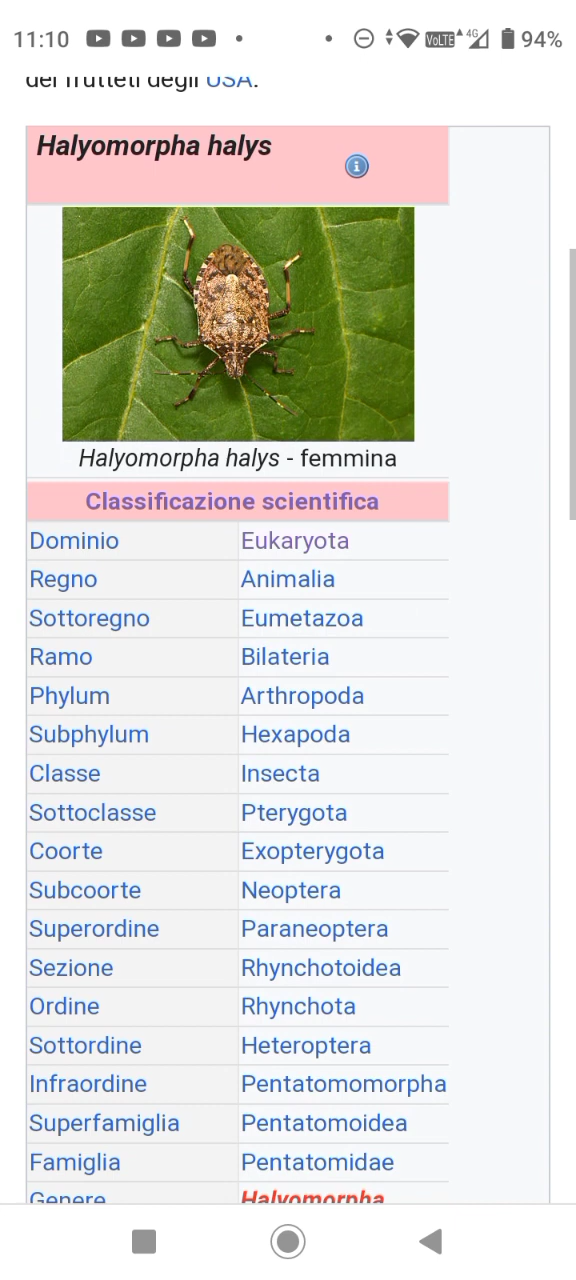 11:10 VoLTE 4G 94%
dei frutteti degli USA.
Halyomorpha halys
Halyomorpha halys - femmina
Classificazione scientifica
Dominio Eukaryota
Regno Animalia
Sottoregno Eumetazoa
Ramo Bilateria
Phylum Arthropoda
Subphylum Hexapoda
Classe Insecta
Sottoclasse Pterygota
Coorte Exopterygota
Subcoorte Neoptera
Superordine Paraneoptera
Sezione Rhynchotoidea
Ordine Rhynchota
Sottordine Heteroptera
Infraordine Pentatomomorpha
Superfamiglia Pentatomoidea
Famiglia Pentatomidae
Genere Halyomorpha